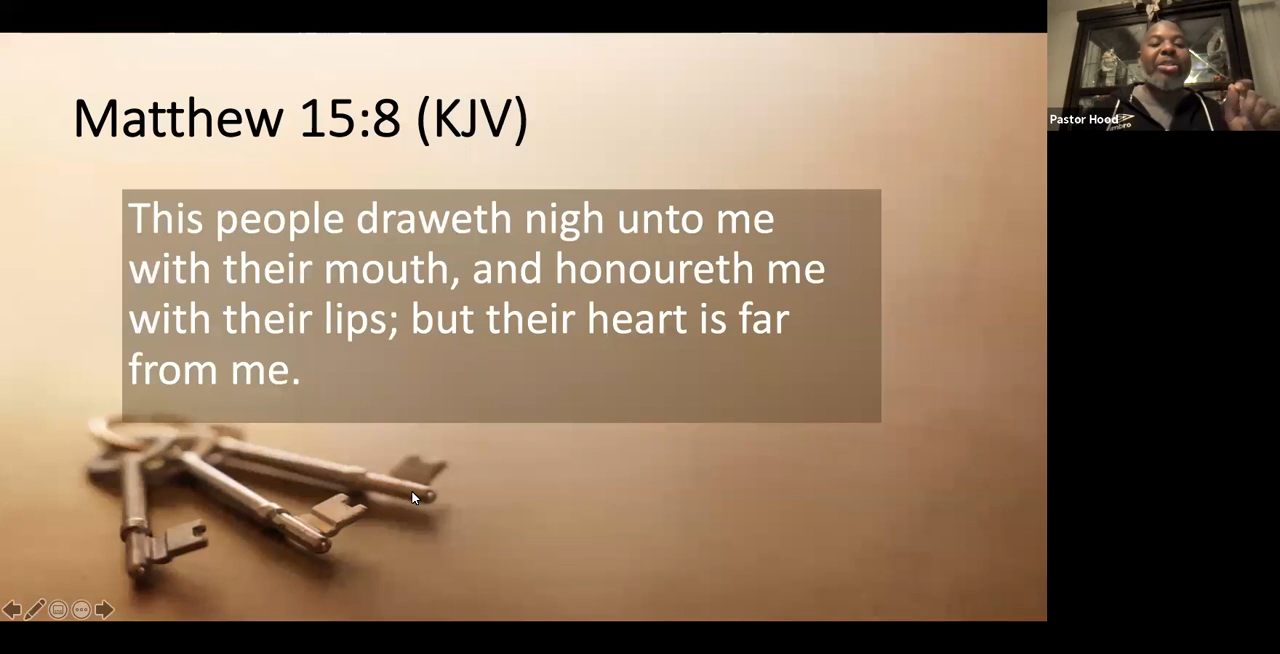 Matthew 15:8 (KJV)
This people draweth nigh unto me
with their mouth, and honoureth me
with their lips; but their heart is far
from me.
Pastor Hood
umbro